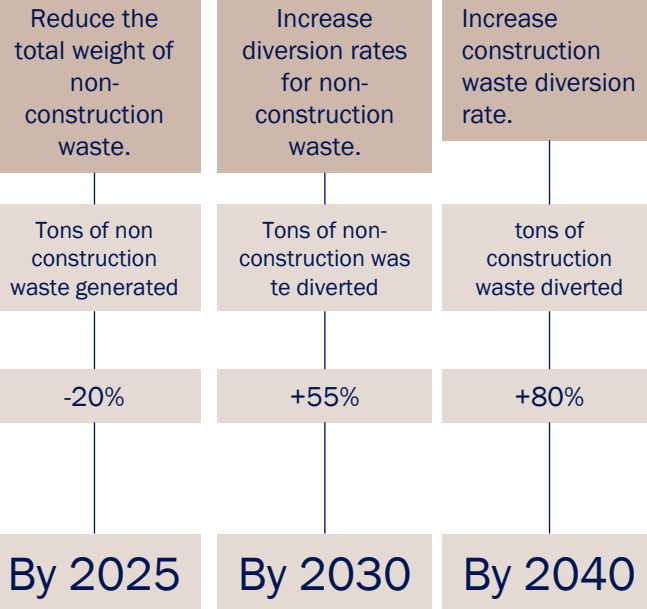 Reduce the
total weight of
non-
construction
waste.
Increase
diversion rates
for non-
construction
waste.
Increase
construction
waste diversion
rate.
Tons of non
construction
waste generated
Tons of non-
construction was
te diverted
tons of
construction
waste diverted
-20%
+55%
+80%
By 2025
By 2030
By 2040